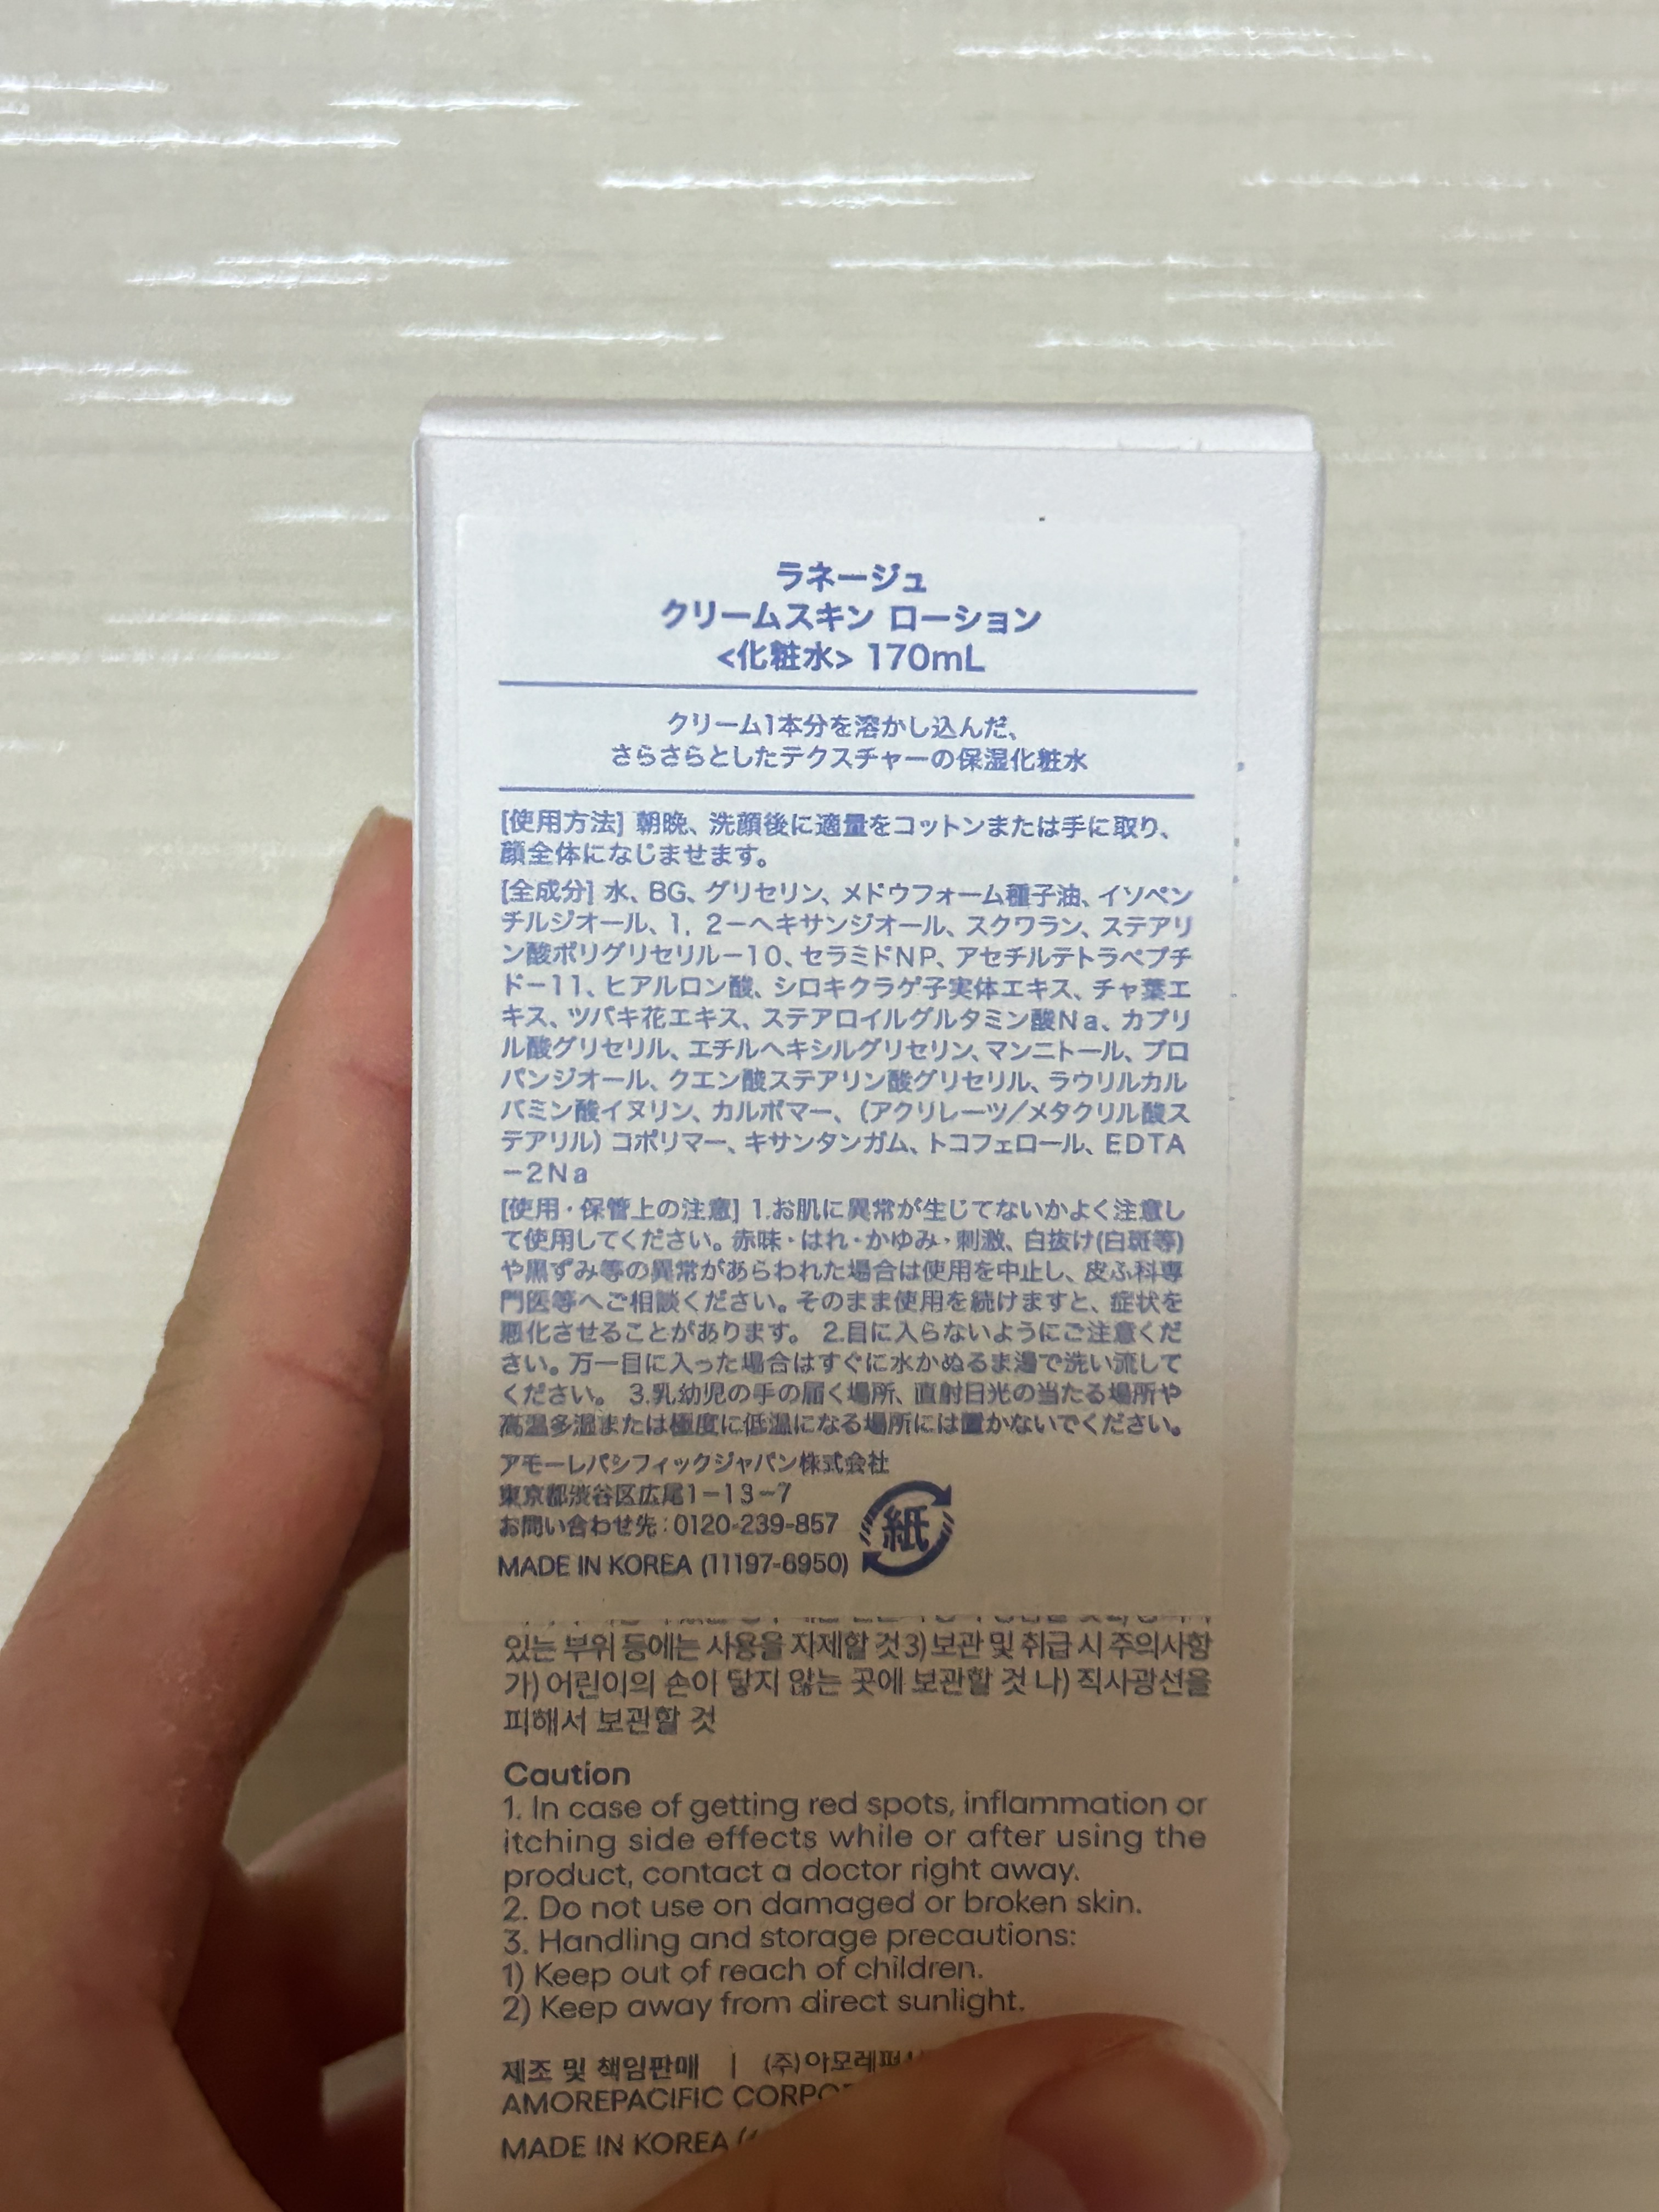 ラネージュ
クリームスキン ローション
<化粧水> 170mL
クリーム1本分を溶かし込んだ、
さらさらとしたテクスチャーの保湿化粧水
[使用方法] 朝晩、洗顔後に適量をコットンまたは手に取り、
顔全体になじませます。
[全成分] 水、BG、グリセリン、メドウフォーム種子油、イソペン
チルジオール、1, 2-ヘキサンジオール、スクワラン、ステアリ
ン酸ポリグリセリル-10、セラミドNP、アセチルテトラペプチ
ド-11、ヒアルロン酸、シロキクラゲ子実体エキス、チャ葉エ
キス、ツバキ花エキス、ステアロイルグルタミン酸Na、カプリ
ル酸グリセリル、エチルヘキシルグリセリン、マンニトール、プロ
パンジオール、クエン酸ステアリン酸グリセリル、ラウリルカル
バミン酸イヌリン、カルボマー、(アクリレーツ/メタクリル酸ス
テアリル) コポリマー、キサンタンガム、トコフェロール、EDTA
-2Na
[使用・保管上の注意] 1.お肌に異常が生じてないかよく注意し
て使用してください。赤味・はれ・かゆみ・刺激、白抜け(白斑等)
や黒ずみ等の異常があらわれた場合は使用を中止し、皮ふ科専
門医等へご相談ください。そのまま使用を続けますと、症状を
悪化させることがあります。 2.目に入らないようにご注意くだ
さい。万一目に入った場合はすぐに水かぬるま湯で洗い流して
ください。 3.乳幼児の手の届く場所、直射日光の当たる場所や
高温多湿または極度に低温になる場所には置かないでください。
アモーレパシフィックジャパン株式会社
東京都渋谷区広尾1-13-7
お問い合わせ先:0120-239-857
紙
MADE IN KOREA (11197-6950)
있는 부위 등에는 사용을 자제할 것 3) 보관 및 취급 시 주의사항
가) 어린이의 손이 닿지 않는 곳에 보관할 것 나) 직사광선을
피해서 보관할 것
Caution
1. In case of getting red spots, inflammation or
itching side effects while or after using the
product, contact a doctor right away.
2. Do not use on damaged or broken skin.
3. Handling and storage precautions:
1) Keep out of reach of children.
2) Keep away from direct sunlight.
제조 및 책임판매 | (주)아모레퍼
AMOREPACIFIC
MADE IN KOREA